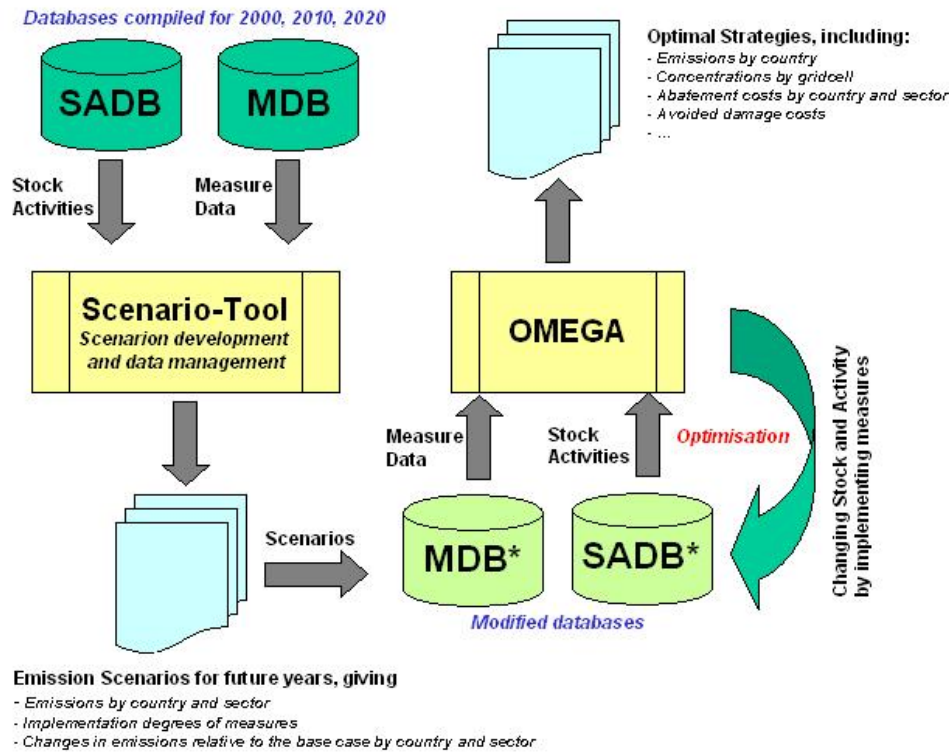 Databases compiled for 2000, 2010, 2020
SADB
MDB
Stock
Activities
Measure
Data
Scenario-Tool
Scenarion development
and data management
Scenarios
Emission Scenarios for future years, giving
- Emissions by country and sector
- Implementation degrees of measures
- Changes in emissions relative to the base case by country and sector
Optimal Strategies, including:
- Emissions by country
- Concentrations by gridcell
- Abatement costs by country and sector
- Avoided damage costs
- ...
OMEGA
Measure
Data
Stock
Activities
Optimisation
MDB*
SADB*
Modified databases
Changing Stock and Activity
by implementing measures